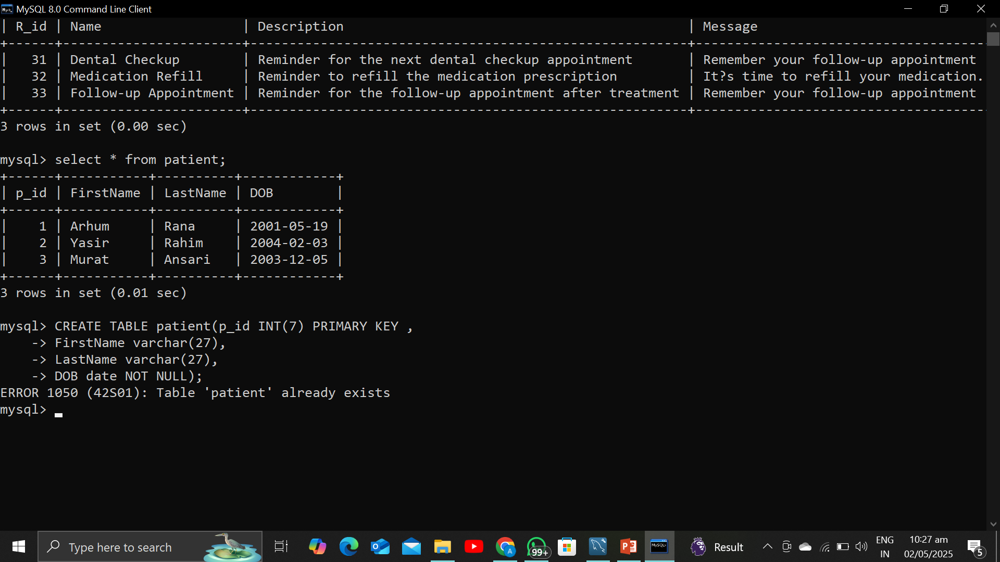 MySQL 8.0 Command Line Client
| R_id | Name                  | Description                                            | Message
+------+-----------------------+--------------------------------------------------------+--------------------------------------
|   31 | Dental Checkup        | Reminder for the next dental checkup appointment       | Remember your follow-up appointment
|   32 | Medication Refill     | Reminder to refill the medication prescription         | It?s time to refill your medication.
|   33 | Follow-up Appointment | Reminder for the follow-up appointment after treatment | Remember your follow-up appointment
+------+-----------------------+--------------------------------------------------------+--------------------------------------
3 rows in set (0.00 sec)
mysql> select * from patient;
+------+-----------+----------+------------+
| p_id | FirstName | LastName | DOB        |
+------+-----------+----------+------------+
|    1 | Arhum     | Rana     | 2001-05-19 |
|    2 | Yasir     | Rahim    | 2004-02-03 |
|    3 | Murat     | Ansari   | 2003-12-05 |
+------+-----------+----------+------------+
3 rows in set (0.01 sec)
mysql> CREATE TABLE patient(p_id INT(7) PRIMARY KEY ,
    -> FirstName varchar(27),
    -> LastName varchar(27),
    -> DOB date NOT NULL);
ERROR 1050 (42S01): Table 'patient' already exists
mysql>
Type here to search
99+
MySQL>
Result
ENG
IN
10:27 am
02/05/2025
5